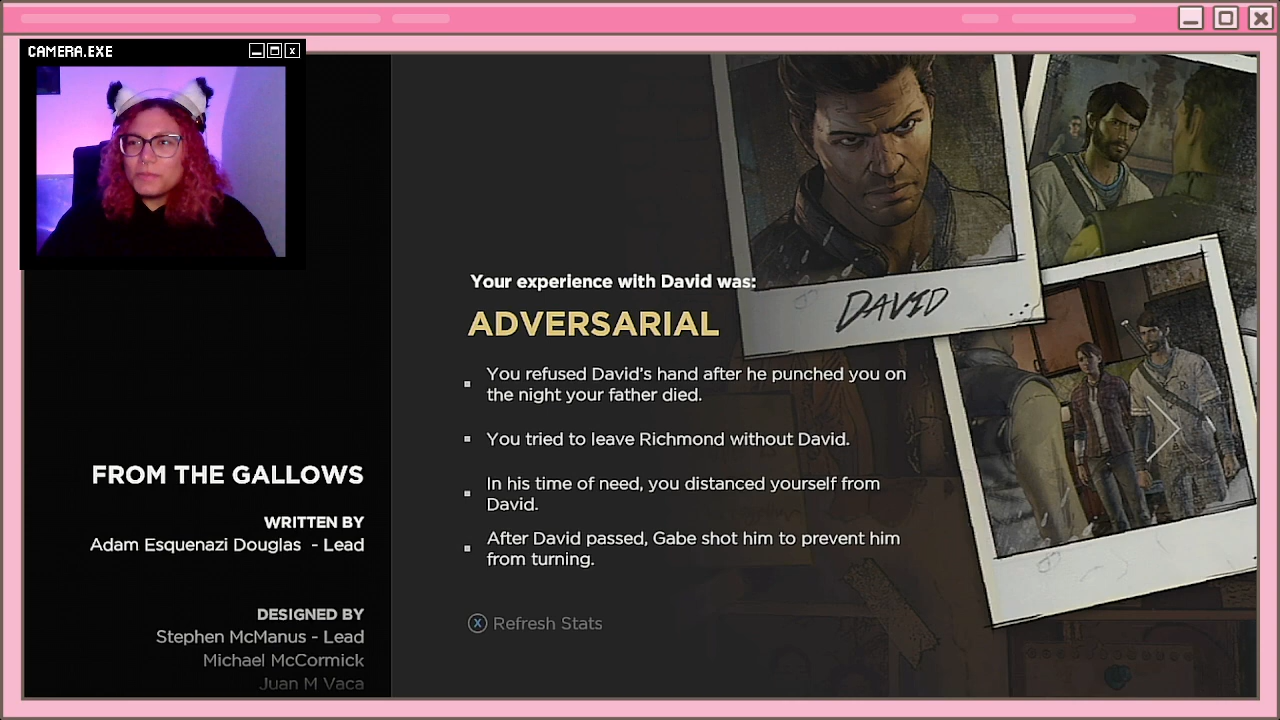 CAMERA.EXE
Your experience with David was:
ADVERSARIAL
You refused David's hand after he punched you on
the night your father died.
You tried to leave Richmond without David.
In his time of need, you distanced yourself from
David.
After David passed, Gabe shot him to prevent him
from turning.
X Refresh Stats
DAVID
FROM THE GALLOWS
WRITTEN BY
Adam Esquenazi Douglas - Lead
DESIGNED BY
Stephen McManus - Lead
Michael McCormick
Juan M Vaca